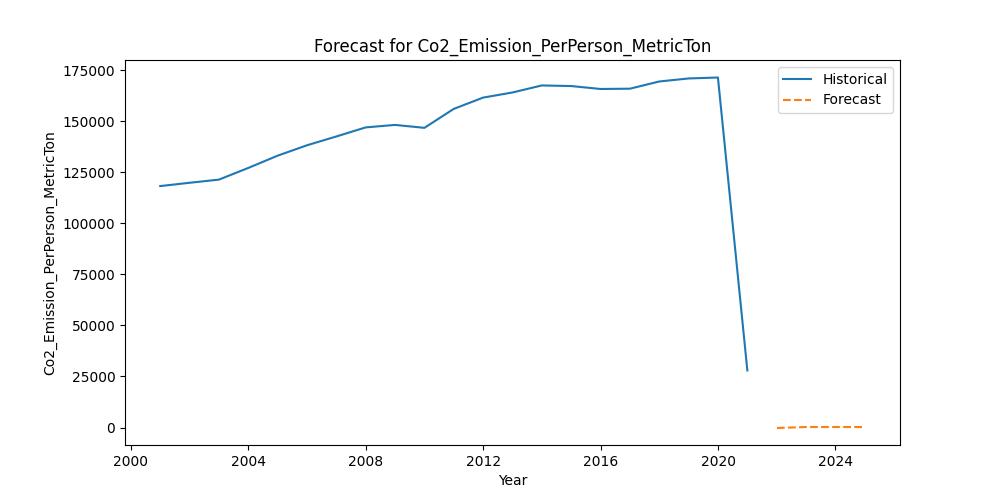 Forecast for Co2_Emission_PerPerson_MetricTon
Historical
Forecast
Co2_Emission_PerPerson_MetricTon
175000
150000
125000
100000
75000
50000
25000
0
2000 2004 2008 2012 2016 2020 2024
Year